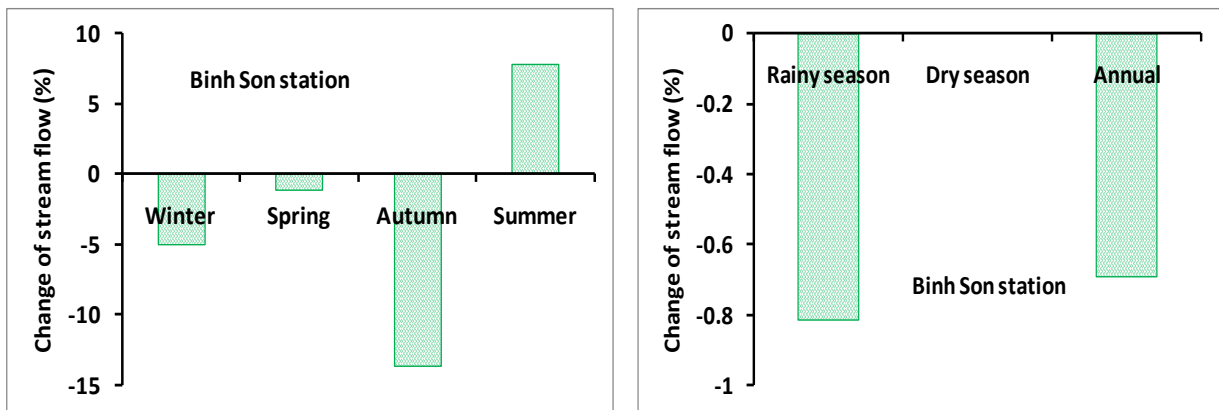 Change of stream flow (%)
10
5
0
-5
-10
-15
Binh Son station
Winter
Spring
Autumn
Summer
Change of stream flow (%)
0
-0.2
-0.4
-0.6
-0.8
-1
Rainy season
Dry season
Annual
Binh Son station